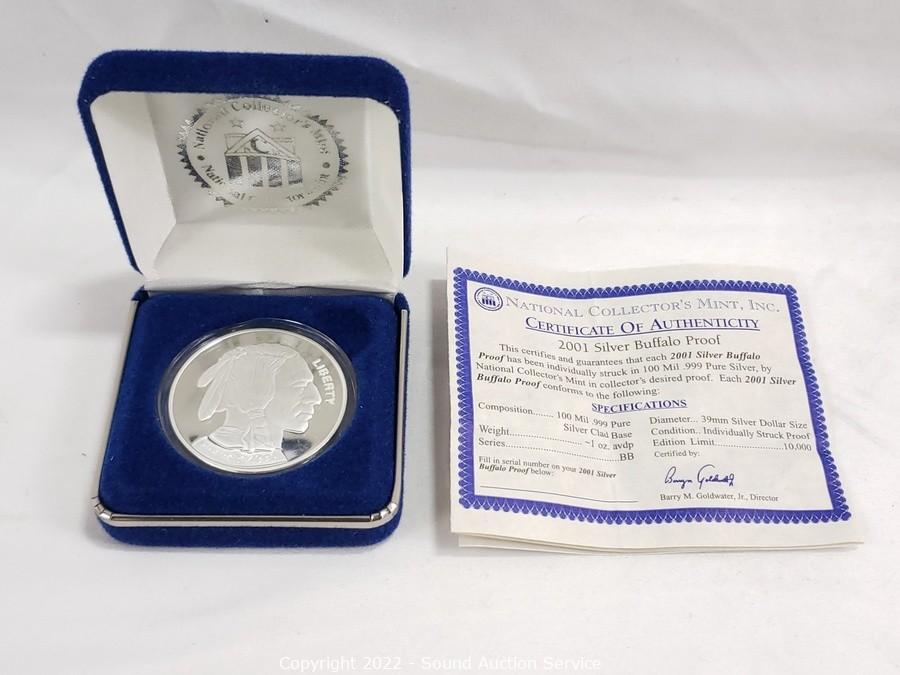 National Collector's Mint
LIBERTY
NATIONAL COLLECTOR'S MINT, INC.
CERTIFICATE OF AUTHENTICITY
2001 Silver Buffalo Proof
This certifies and guarantees that each 2001 Silver Buffalo
Proof has been individually struck in 100 Mil .999 Pure Silver, by
National Collector's Mint in collector's desired proof. Each 2001 Silver
Buffalo Proof conforms to the following:
SPECIFICATIONS
Composition....... 100 Mil .999 Pure
Silver Clad Base
Weight...................~1 oz. avdp
Series.............................BB
Fill in serial number on your 2001 Silver
Buffalo Proof below:
Diameter... 39mm Silver Dollar Size
Condition.. Individually Struck Proof
Edition Limit.................10,000
Certified by:
Barry M. Goldwater, Jr., Director
Copyright 2022 - Sound Auction Service